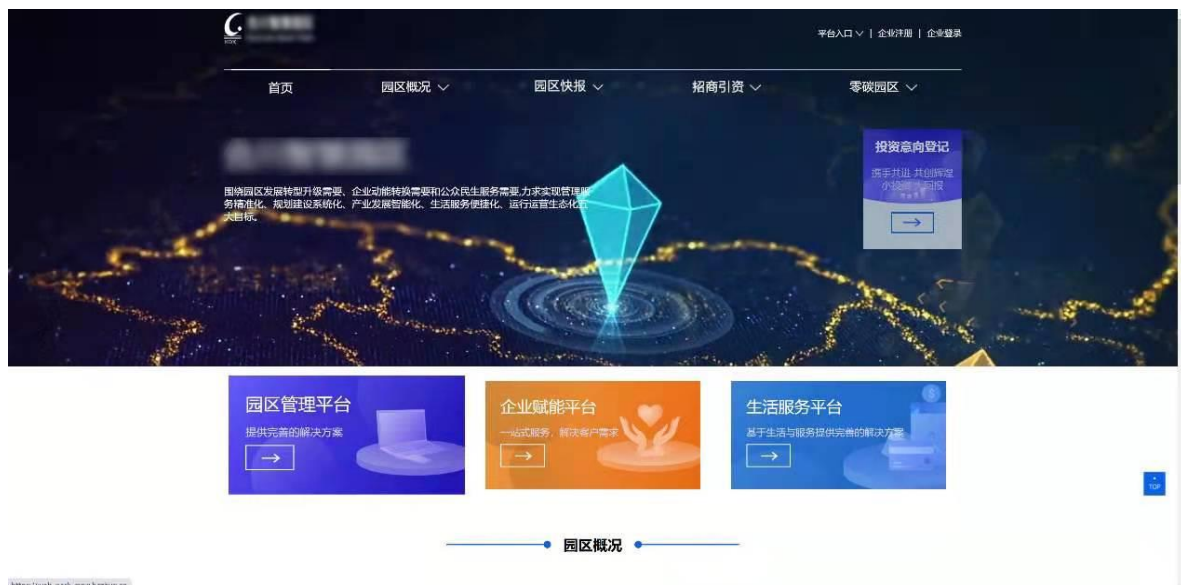 平台入口 | 企业注册 | 企业登录
首页 园区概况 园区快报 招商引资 零碳园区
投资意向登记
携手共进 共创辉煌
围绕园区发展转型升级需要、企业动能转换需要和公众民生服务需要,力求实现管理服
务精准化、规划建设系统化、产业发展智能化、生活服务便捷化、运行运营生态化五
大目标。
园区管理平台
提供完善的解决方案
企业赋能平台
一站式服务，解决客户需求
生活服务平台
基于生活与服务提供完善的解决方案
TOP
园区概况